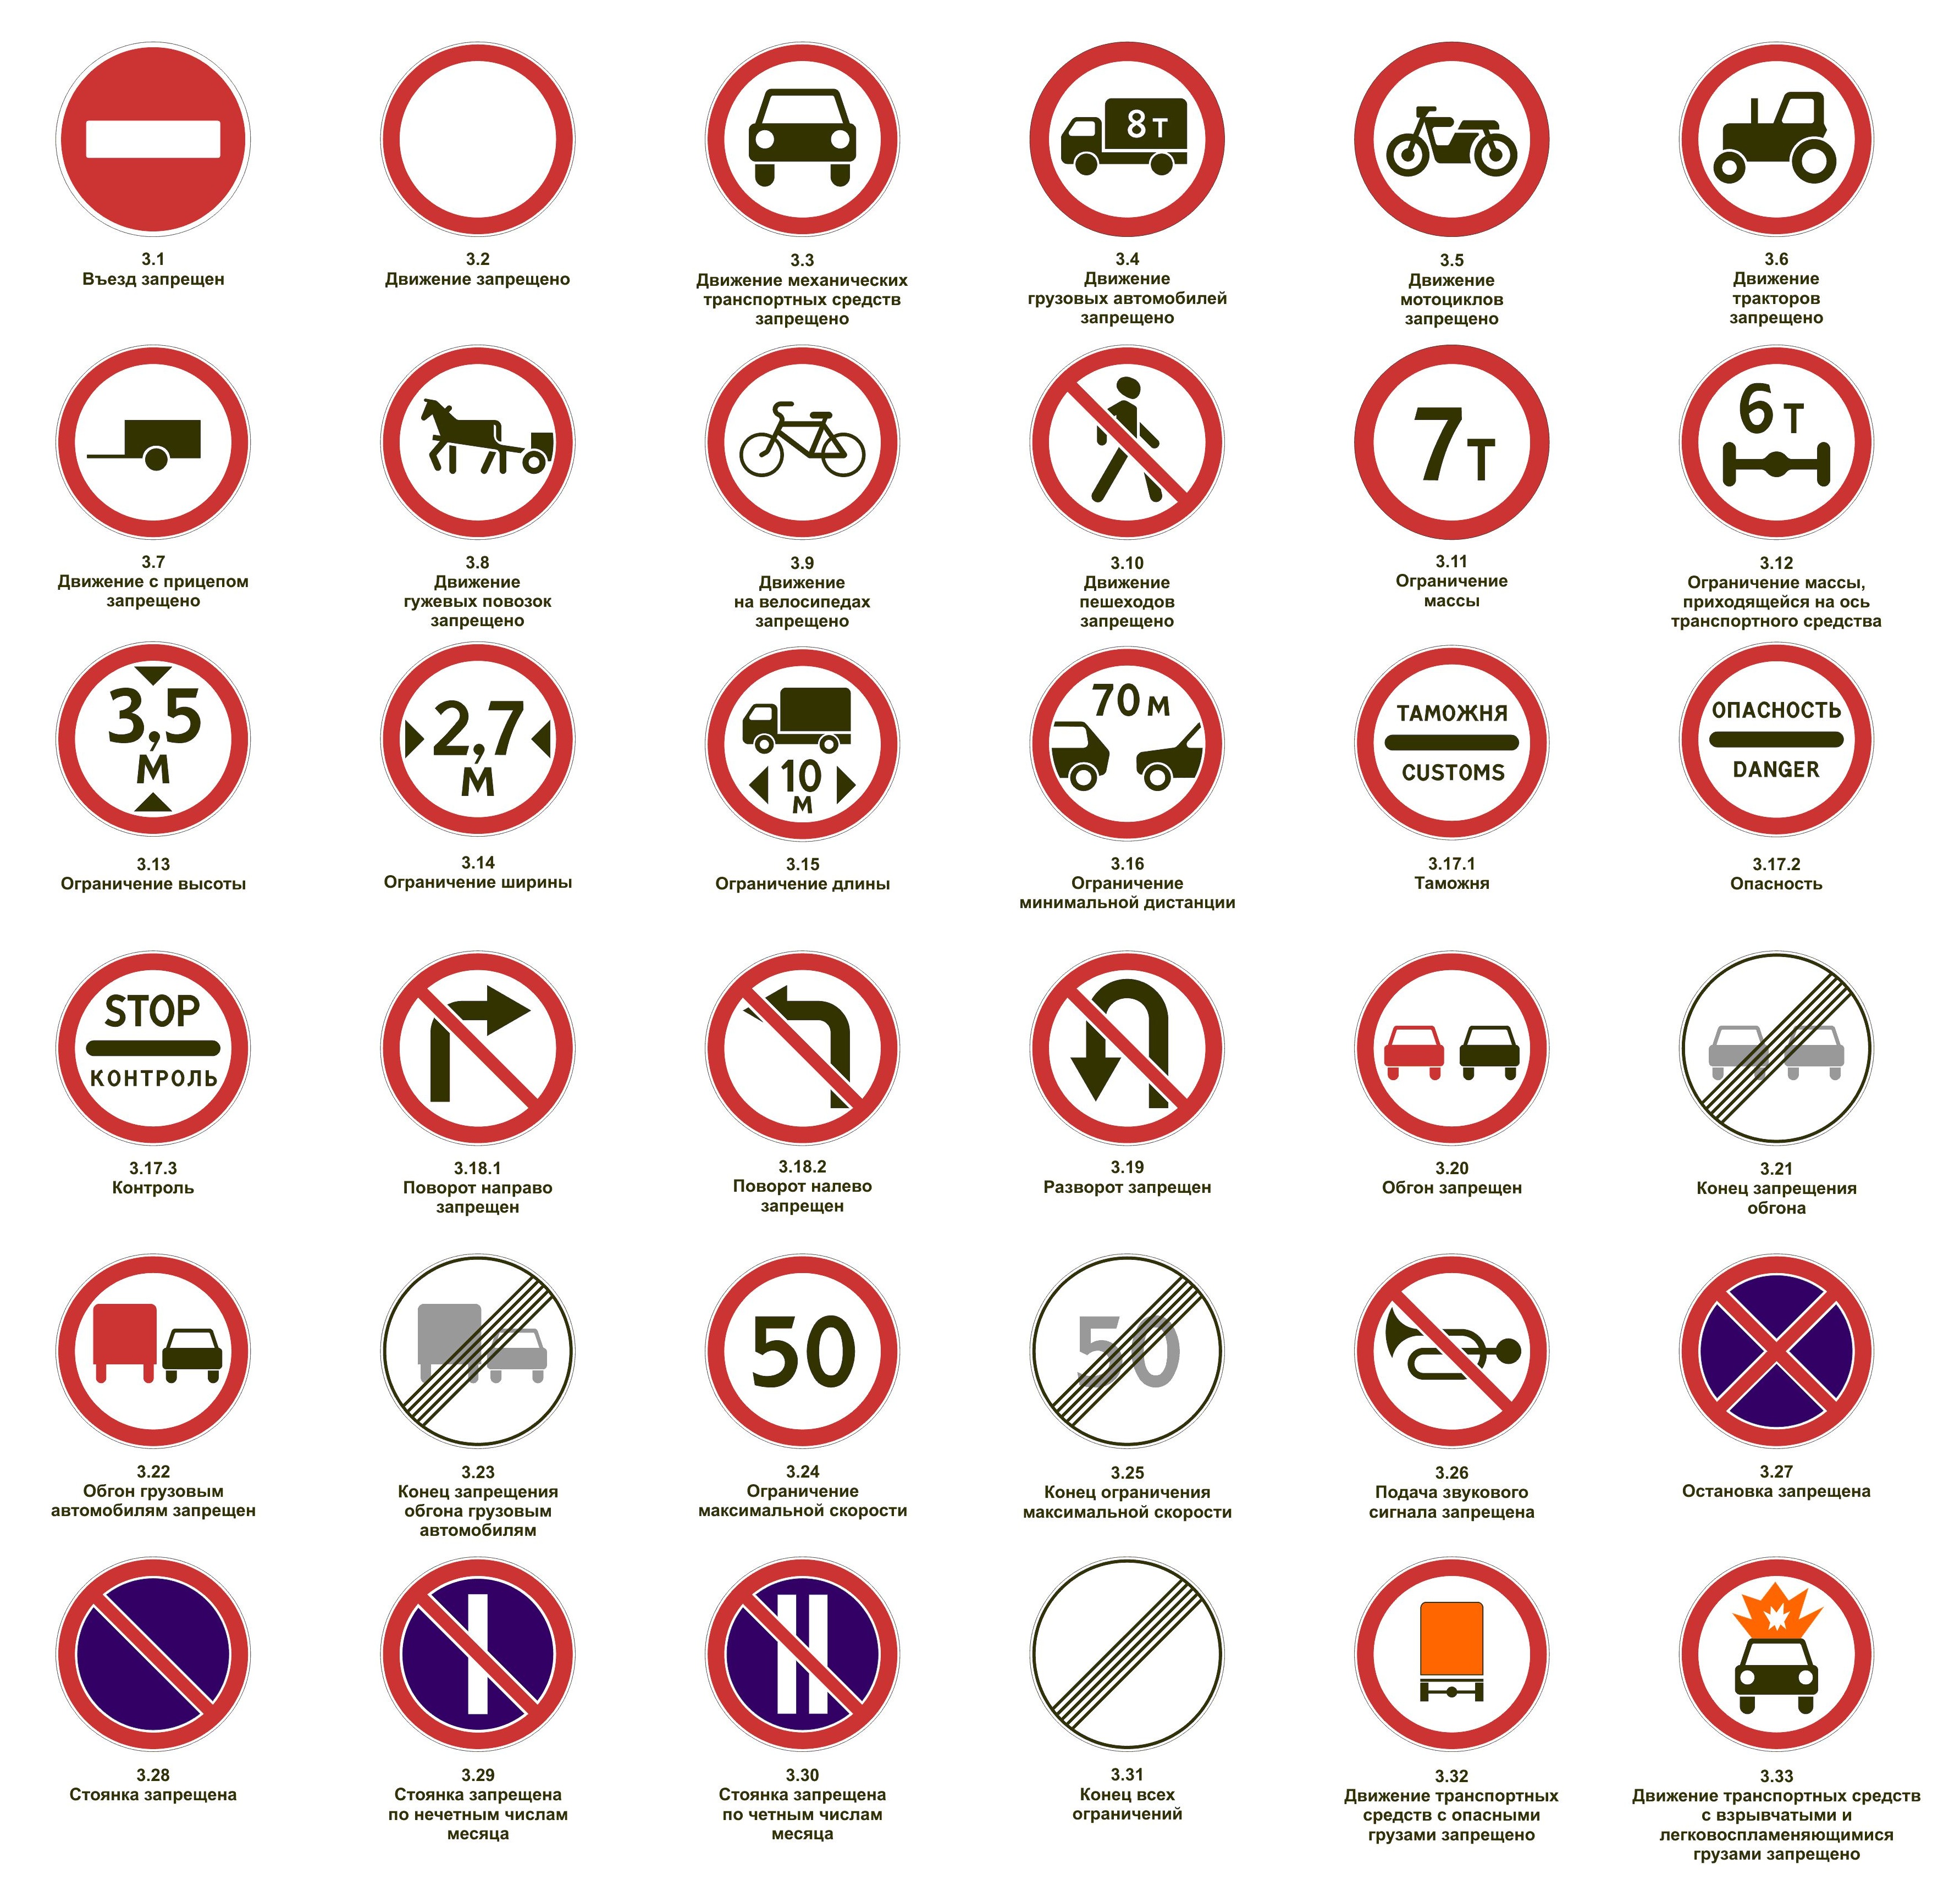 8 т
3.1
Въезд запрещен
3.2
Движение запрещено
3.3
Движение механических
транспортных средств
запрещено
3.4
Движение
грузовых автомобилей
запрещено
3.5
Движение
мотоциклов
запрещено
3.6
Движение
тракторов
запрещено
7 т
6 т
3.7
Движение с прицепом
запрещено
3.8
Движение
гужевых повозок
запрещено
3.9
Движение
на велосипедах
запрещено
3.10
Движение
пешеходов
запрещено
3.11
Ограничение
массы
3.12
Ограничение массы,
приходящейся на ось
транспортного средства
3,5
м
2,7
м
10
м
70 м
ТАМОЖНЯ
CUSTOMS
ОПАСНОСТЬ
DANGER
3.13
Ограничение высоты
3.14
Ограничение ширины
3.15
Ограничение длины
3.16
Ограничение
минимальной дистанции
3.17.1
Таможня
3.17.2
Опасность
STOP
КОНТРОЛЬ
3.17.3
Контроль
3.18.1
Поворот направо
запрещен
3.18.2
Поворот налево
запрещен
3.19
Разворот запрещен
3.20
Обгон запрещен
3.21
Конец запрещения
обгона
50
50
3.22
Обгон грузовым
автомобилям запрещен
3.23
Конец запрещения
обгона грузовым
автомобилям
3.24
Ограничение
максимальной скорости
3.25
Конец ограничения
максимальной скорости
3.26
Подача звукового
сигнала запрещена
3.27
Остановка запрещена
3.28
Стоянка запрещена
3.29
Стоянка запрещена
по нечетным числам
месяца
3.30
Стоянка запрещена
по четным числам
месяца
3.31
Конец всех
ограничений
3.32
Движение транспортных
средств с опасными
грузами запрещено
3.33
Движение транспортных средств
с взрывчатыми и
легковоспламеняющимися
грузами запрещено